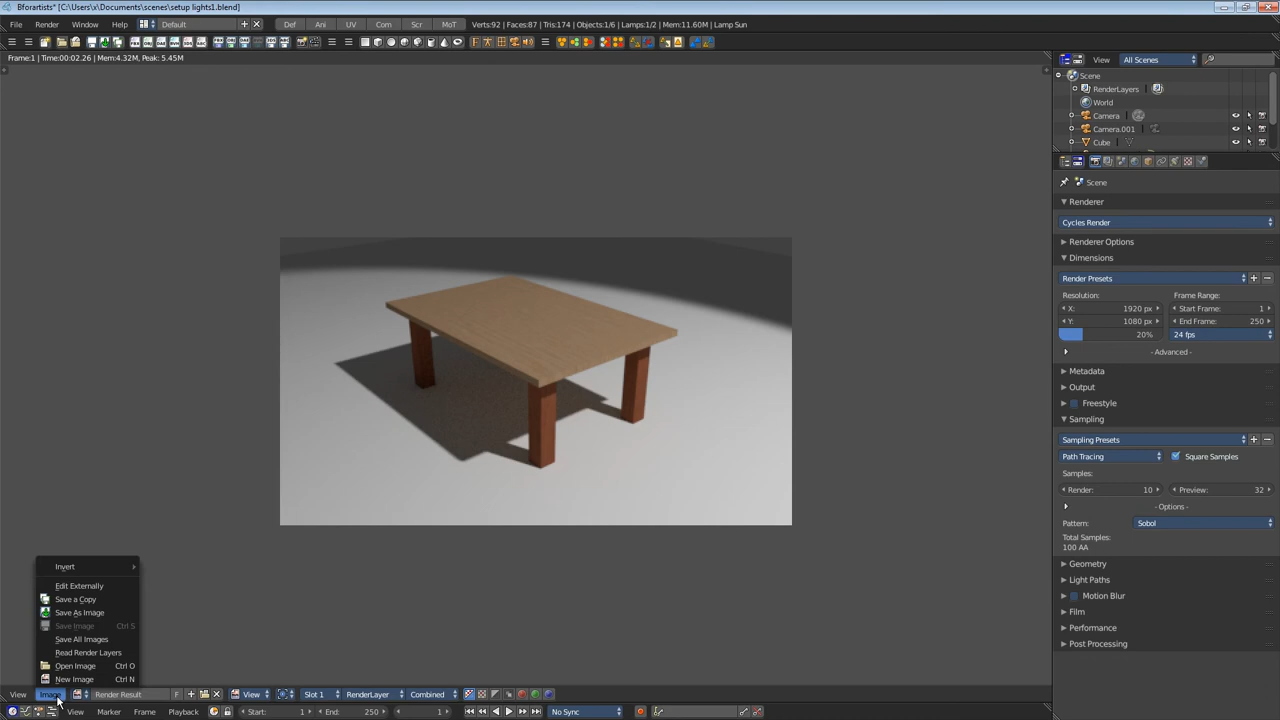 Bforartists* [C:\Users\x\Documents\scenes\setup lights1.blend]
File Render Window Help Default Def Ani UV Com Scr MoT Verts:92 | Faces:87 | Tris:174 | Objects:1/6 | Lamps:1/2 | Mem:11.60M | Lamp Sun
Frame:1 | Time:00:02.26 | Mem:4.32M, Peak: 5.45M
View All Scenes
Scene
RenderLayers
World
Camera
Camera.001
Cube
Scene
Renderer
Cycles Render
Renderer Options
Dimensions
Render Presets
Resolution: Frame Range:
X: 1920 px Start Frame: 1
Y: 1080 px End Frame: 250
20% 24 fps
- Advanced -
Metadata
Output
Freestyle
Sampling
Sampling Presets
Path Tracing Square Samples
Samples:
Render: 10 Preview: 32
- Options -
Pattern: Sobol
Total Samples:
100 AA
Geometry
Light Paths
Motion Blur
Film
Performance
Post Processing
Invert
Edit Externally
Save a Copy
Save As Image
Save Image Ctrl S
Save All Images
Read Render Layers
Open Image Ctrl O
New Image Ctrl N
View Image Render Result F View Slot 1 RenderLayer Combined
View Marker Frame Playback Start: 1 End: 250 1 No Sync